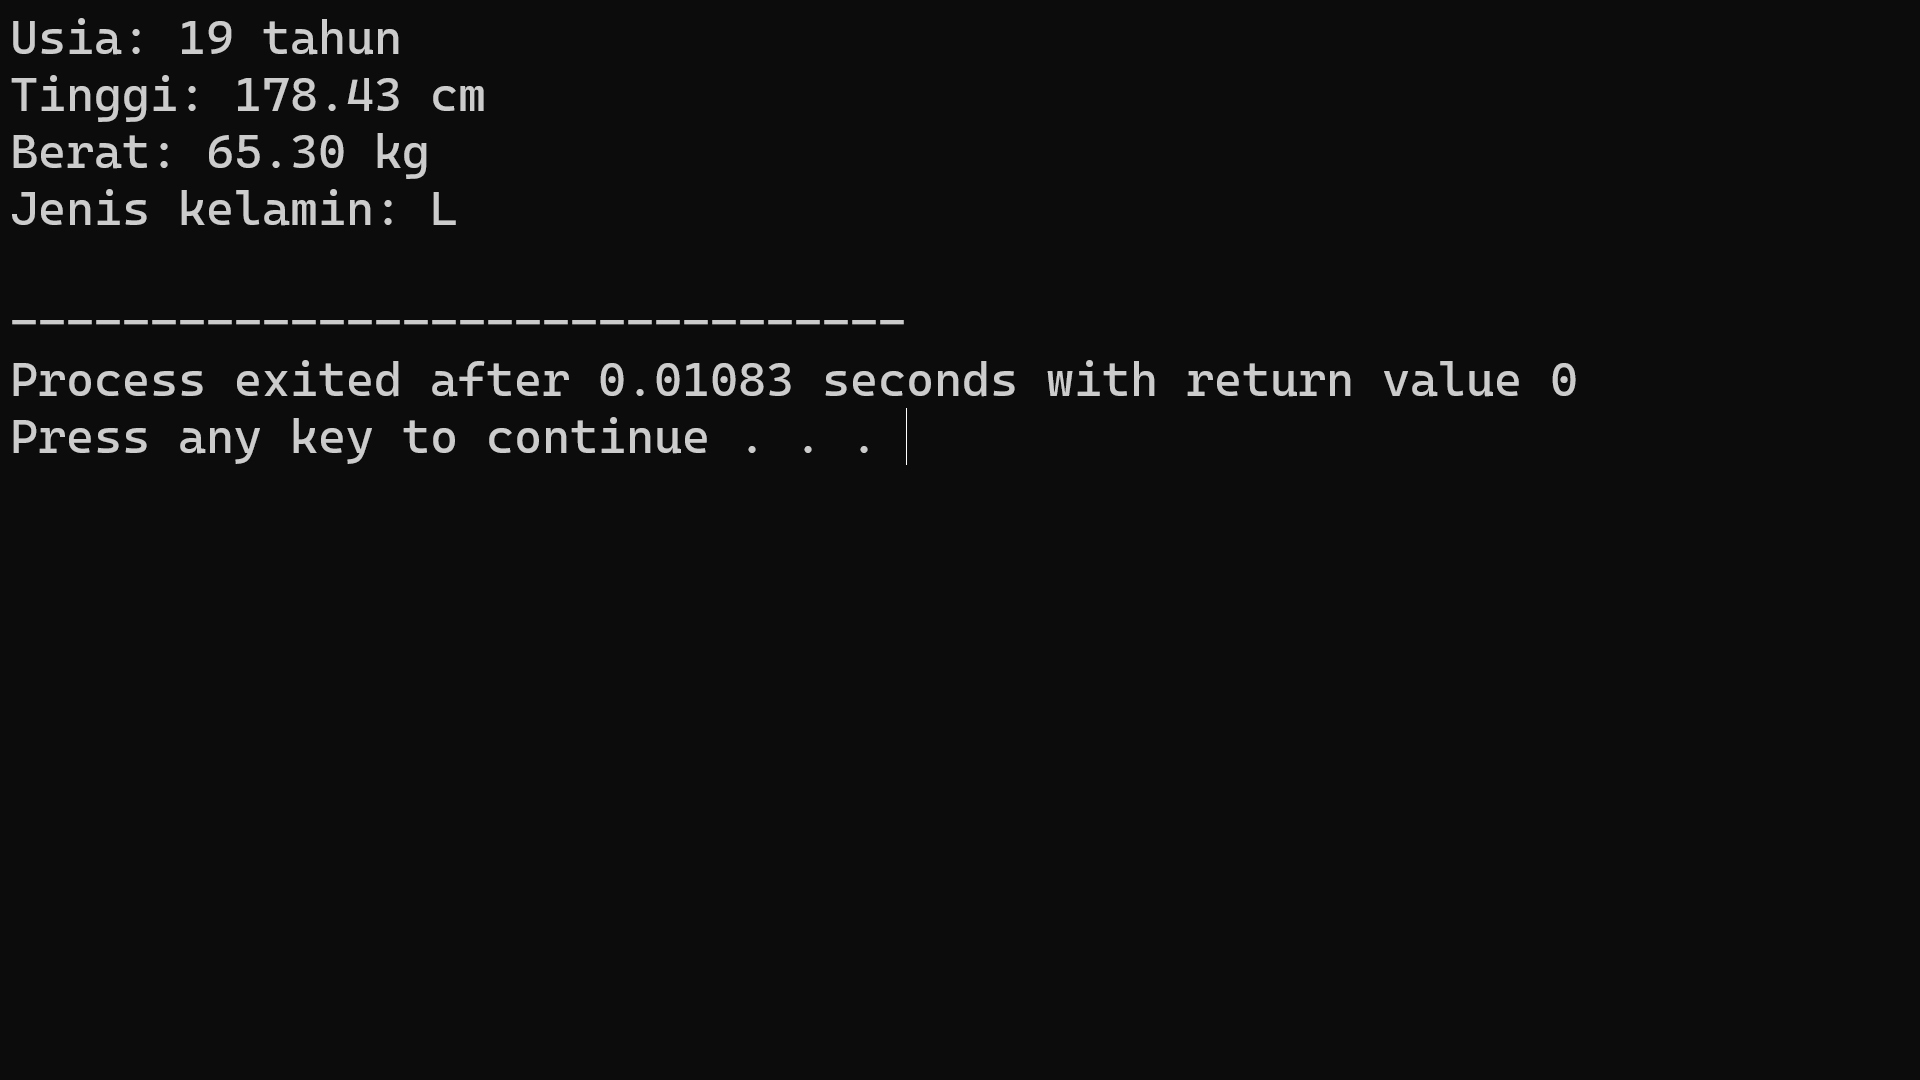 Usia: 19 tahun
Tinggi: 178.43 cm
Berat: 65.30 kg
Jenis kelamin: L
--------------------------------
Process exited after 0.01083 seconds with return value 0
Press any key to continue . . .